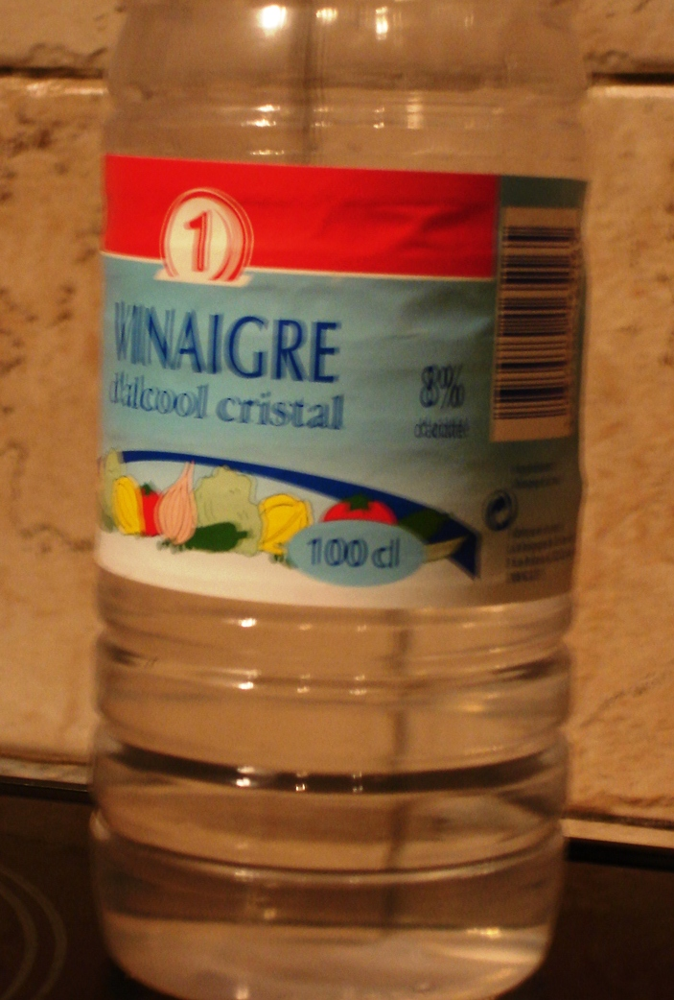 1
VINAIGRE
d'alcool cristal
8%
d'acidité
100 cl